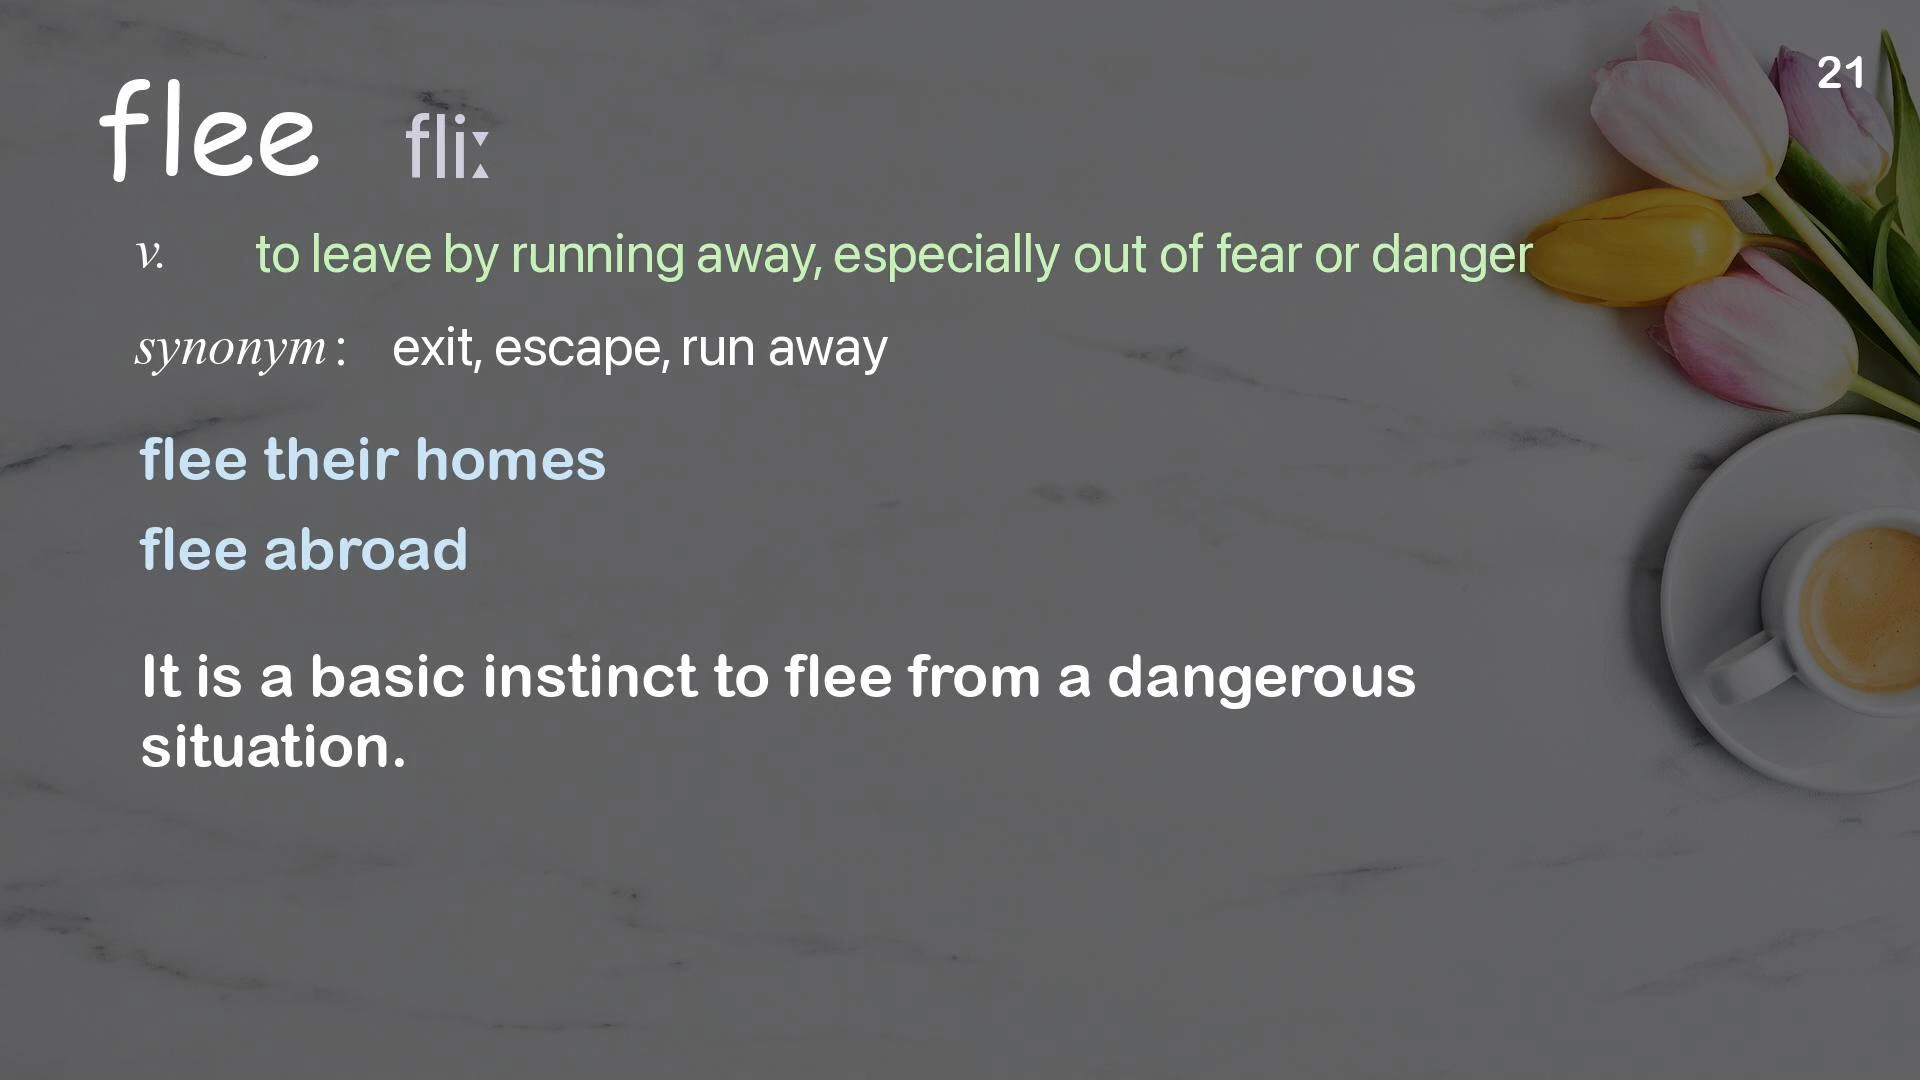 21
flee fliː
v. to leave by running away, especially out of fear or danger
synonym: exit, escape, run away
flee their homes
flee abroad
It is a basic instinct to flee from a dangerous
situation.